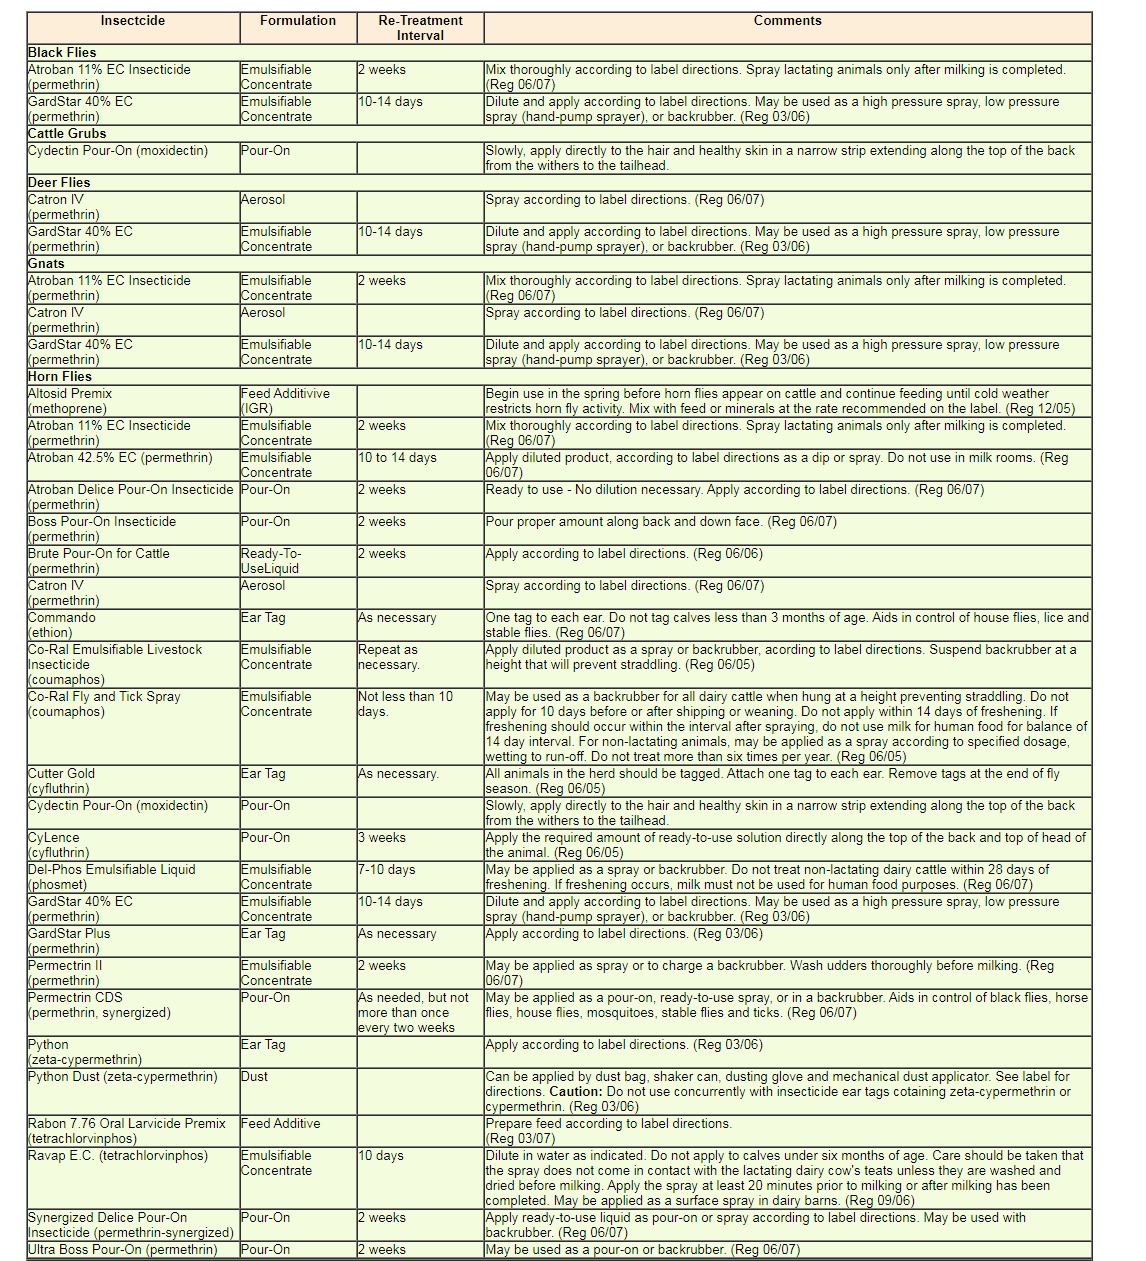 Insectcide Formulation Re-Treatment Comments
Interval
Black Flies
Atroban 11% EC Insecticide Emulsifiable 2 weeks Mix thoroughly according to label directions. Spray lactating animals only after milking is completed.
(permethrin) Concentrate (Reg 06/07)
GardStar 40% EC Emulsifiable 10-14 days Dilute and apply according to label directions. May be used as a high pressure spray, low pressure
(permethrin) Concentrate spray (hand-pump sprayer), or backrubber. (Reg 03/06)
Cattle Grubs
Cydectin Pour-On (moxidectin) Pour-On Slowly, apply directly to the hair and healthy skin in a narrow strip extending along the top of the back
from the withers to the tailhead.
Deer Flies
Catron IV Aerosol Spray according to label directions. (Reg 06/07)
(permethrin)
GardStar 40% EC Emulsifiable 10-14 days Dilute and apply according to label directions. May be used as a high pressure spray, low pressure
(permethrin) Concentrate spray (hand-pump sprayer), or backrubber. (Reg 03/06)
Gnats
Atroban 11% EC Insecticide Emulsifiable 2 weeks Mix thoroughly according to label directions. Spray lactating animals only after milking is completed.
(permethrin) Concentrate (Reg 06/07)
Catron IV Aerosol Spray according to label directions. (Reg 06/07)
(permethrin)
GardStar 40% EC Emulsifiable 10-14 days Dilute and apply according to label directions. May be used as a high pressure spray, low pressure
(permethrin) Concentrate spray (hand-pump sprayer), or backrubber. (Reg 03/06)
Horn Flies
Altosid Premix Feed Additivive Begin use in the spring before horn flies appear on cattle and continue feeding until cold weather
(methoprene) (IGR) restricts horn fly activity. Mix with feed or minerals at the rate recommended on the label. (Reg 12/05)
Atroban 11% EC Insecticide Emulsifiable 2 weeks Mix thoroughly according to label directions. Spray lactating animals only after milking is completed.
(permethrin) Concentrate (Reg 06/07)
Atroban 42.5% EC (permethrin) Emulsifiable 10 to 14 days Apply diluted product, according to label directions as a dip or spray. Do not use in milk rooms. (Reg
Concentrate 06/07)
Atroban Delice Pour-On Insecticide Pour-On 2 weeks Ready to use - No dilution necessary. Apply according to label directions. (Reg 06/07)
(permethrin)
Boss Pour-On Insecticide Pour-On 2 weeks Pour proper amount along back and down face. (Reg 06/07)
(permethrin)
Brute Pour-On for Cattle Ready-To- 2 weeks Apply according to label directions. (Reg 06/06)
(permethrin) UseLiquid
Catron IV Aerosol Spray according to label directions. (Reg 06/07)
(permethrin)
Commando Ear Tag As necessary One tag to each ear. Do not tag calves less than 3 months of age. Aids in control of house flies, lice and
(ethion) stable flies. (Reg 06/07)
Co-Ral Emulsifiable Livestock Emulsifiable Repeat as Apply diluted product as a spray or backrubber, acording to label directions. Suspend backrubber at a
Insecticide Concentrate necessary. height that will prevent straddling. (Reg 06/05)
(coumaphos)
Co-Ral Fly and Tick Spray Emulsifiable Not less than 10 May be used as a backrubber for all dairy cattle when hung at a height preventing straddling. Do not
(coumaphos) Concentrate days. apply for 10 days before or after shipping or weaning. Do not apply within 14 days of freshening. If
freshening should occur within the interval after spraying, do not use milk for human food for balance of
14 day interval. For non-lactating animals, may be applied as a spray according to specified dosage,
wetting to run-off. Do not treat more than six times per year. (Reg 06/05)
Cutter Gold Ear Tag As necessary. All animals in the herd should be tagged. Attach one tag to each ear. Remove tags at the end of fly
(cyfluthrin) season. (Reg 06/05)
Cydectin Pour-On (moxidectin) Pour-On Slowly, apply directly to the hair and healthy skin in a narrow strip extending along the top of the back
from the withers to the tailhead.
CyLence Pour-On 3 weeks Apply the required amount of ready-to-use solution directly along the top of the back and top of head of
(cyfluthrin) the animal. (Reg 06/05)
Del-Phos Emulsifiable Liquid Emulsifiable 7-10 days May be applied as a spray or backrubber. Do not treat non-lactating dairy cattle within 28 days of
(phosmet) Concentrate freshening. If freshening occurs, milk must not be used for human food purposes. (Reg 06/07)
GardStar 40% EC Emulsifiable 10-14 days Dilute and apply according to label directions. May be used as a high pressure spray, low pressure
(permethrin) Concentrate spray (hand-pump sprayer), or backrubber. (Reg 03/06)
GardStar Plus Ear Tag As necessary Apply according to label directions. (Reg 03/06)
(permethrin)
Permectrin II Emulsifiable 2 weeks May be applied as spray or to charge a backrubber. Wash udders thoroughly before milking. (Reg
(permethrin) Concentrate 06/07)
Permectrin CDS Pour-On As needed, but not May be applied as a pour-on, ready-to-use spray, or in a backrubber. Aids in control of black flies, horse
(permethrin, synergized) more than once flies, house flies, mosquitoes, stable flies and ticks. (Reg 06/07)
every two weeks
Python Ear Tag Apply according to label directions. (Reg 03/06)
(zeta-cypermethrin)
Python Dust (zeta-cypermethrin) Dust Can be applied by dust bag, shaker can, dusting glove and mechanical dust applicator. See label for
directions. Caution: Do not use concurrently with insecticide ear tags cotaining zeta-cypermethrin or
cypermethrin. (Reg 03/06)
Rabon 7.76 Oral Larvicide Premix Feed Additive Prepare feed according to label directions.
(tetrachlorvinphos) (Reg 03/07)
Ravap E.C. (tetrachlorvinphos) Emulsifiable 10 days Dilute in water as indicated. Do not apply to calves under six months of age. Care should be taken that
Concentrate the spray does not come in contact with the lactating dairy cow's teats unless they are washed and
dried before milking. Apply the spray at least 20 minutes prior to milking or after milking has been
completed. May be applied as a surface spray in dairy barns. (Reg 09/06)
Synergized Delice Pour-On Pour-On 2 weeks Apply ready-to-use liquid as pour-on or spray according to label directions. May be used with
Insecticide (permethrin-synergized) backrubber. (Reg 06/07)
Ultra Boss Pour-On (permethrin) Pour-On 2 weeks May be used as a pour-on or backrubber. (Reg 06/07)